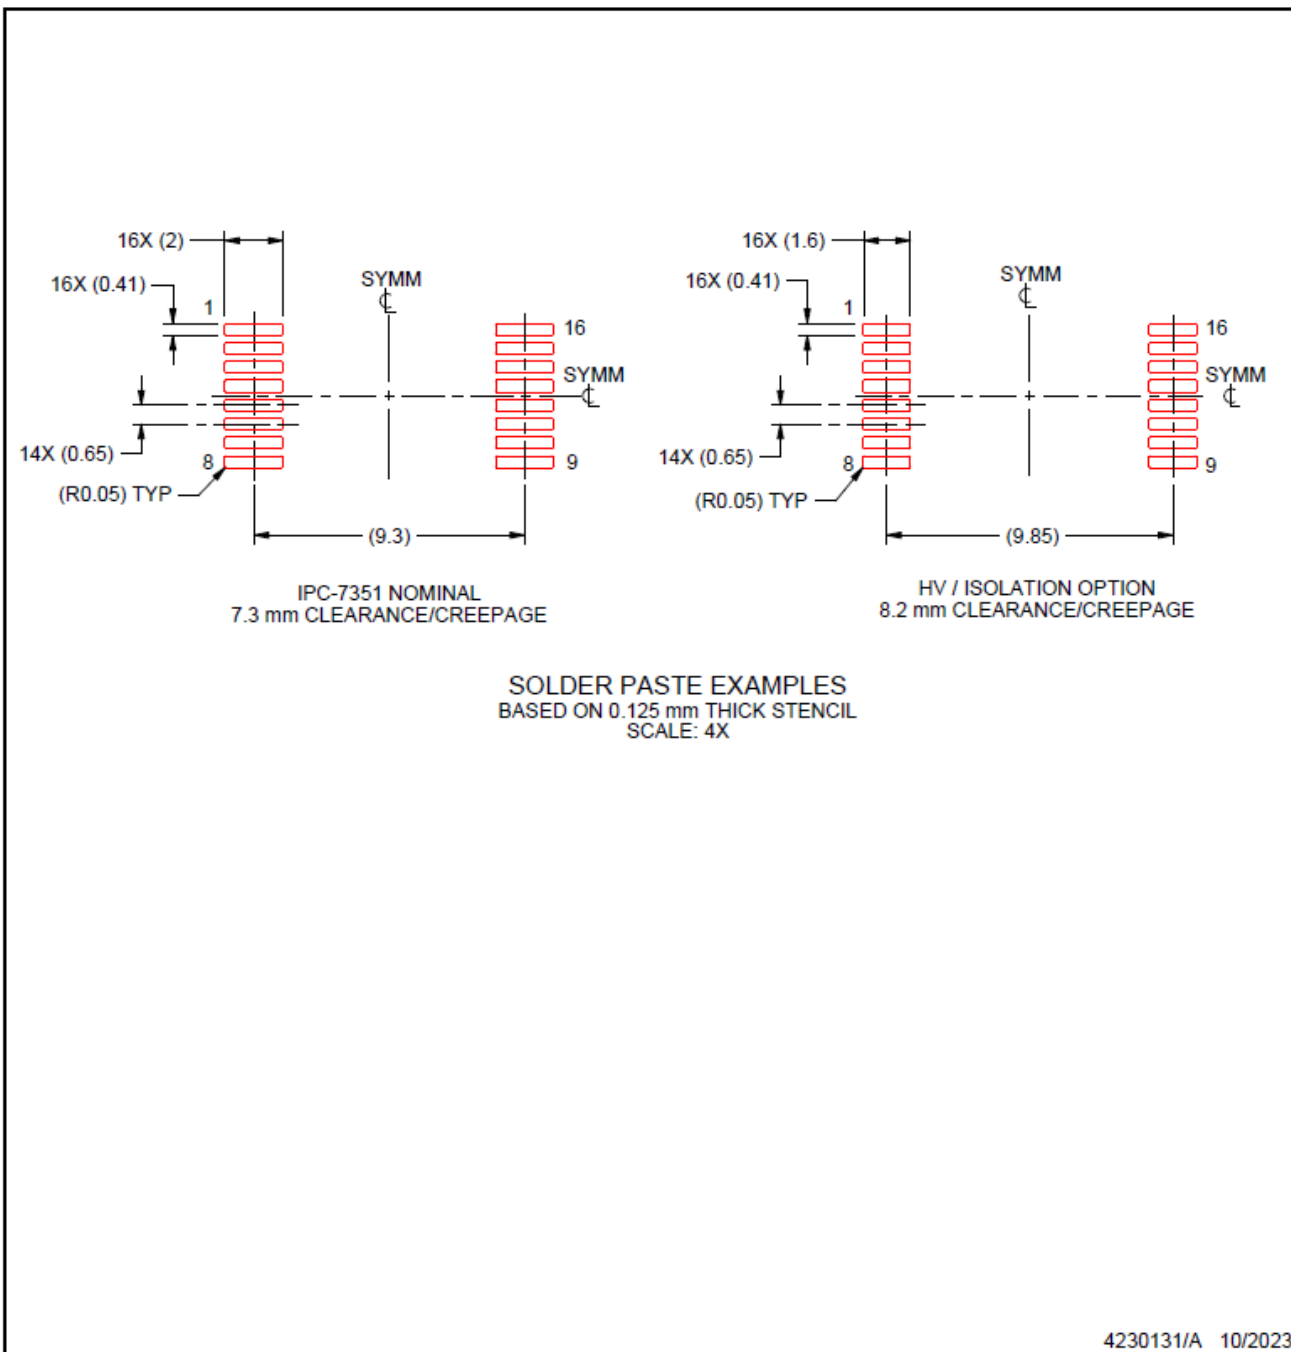 16X (2)
16X (0.41)
1
SYMM
16
SYMM
14X (0.65)
8
9
(R0.05) TYP
(9.3)
IPC-7351 NOMINAL
7.3 mm CLEARANCE/CREEPAGE
16X (1.6)
16X (0.41)
1
SYMM
16
SYMM
14X (0.65)
8
9
(R0.05) TYP
(9.85)
HV / ISOLATION OPTION
8.2 mm CLEARANCE/CREEPAGE
SOLDER PASTE EXAMPLES
BASED ON 0.125 mm THICK STENCIL
SCALE: 4X
4230131/A 10/2023